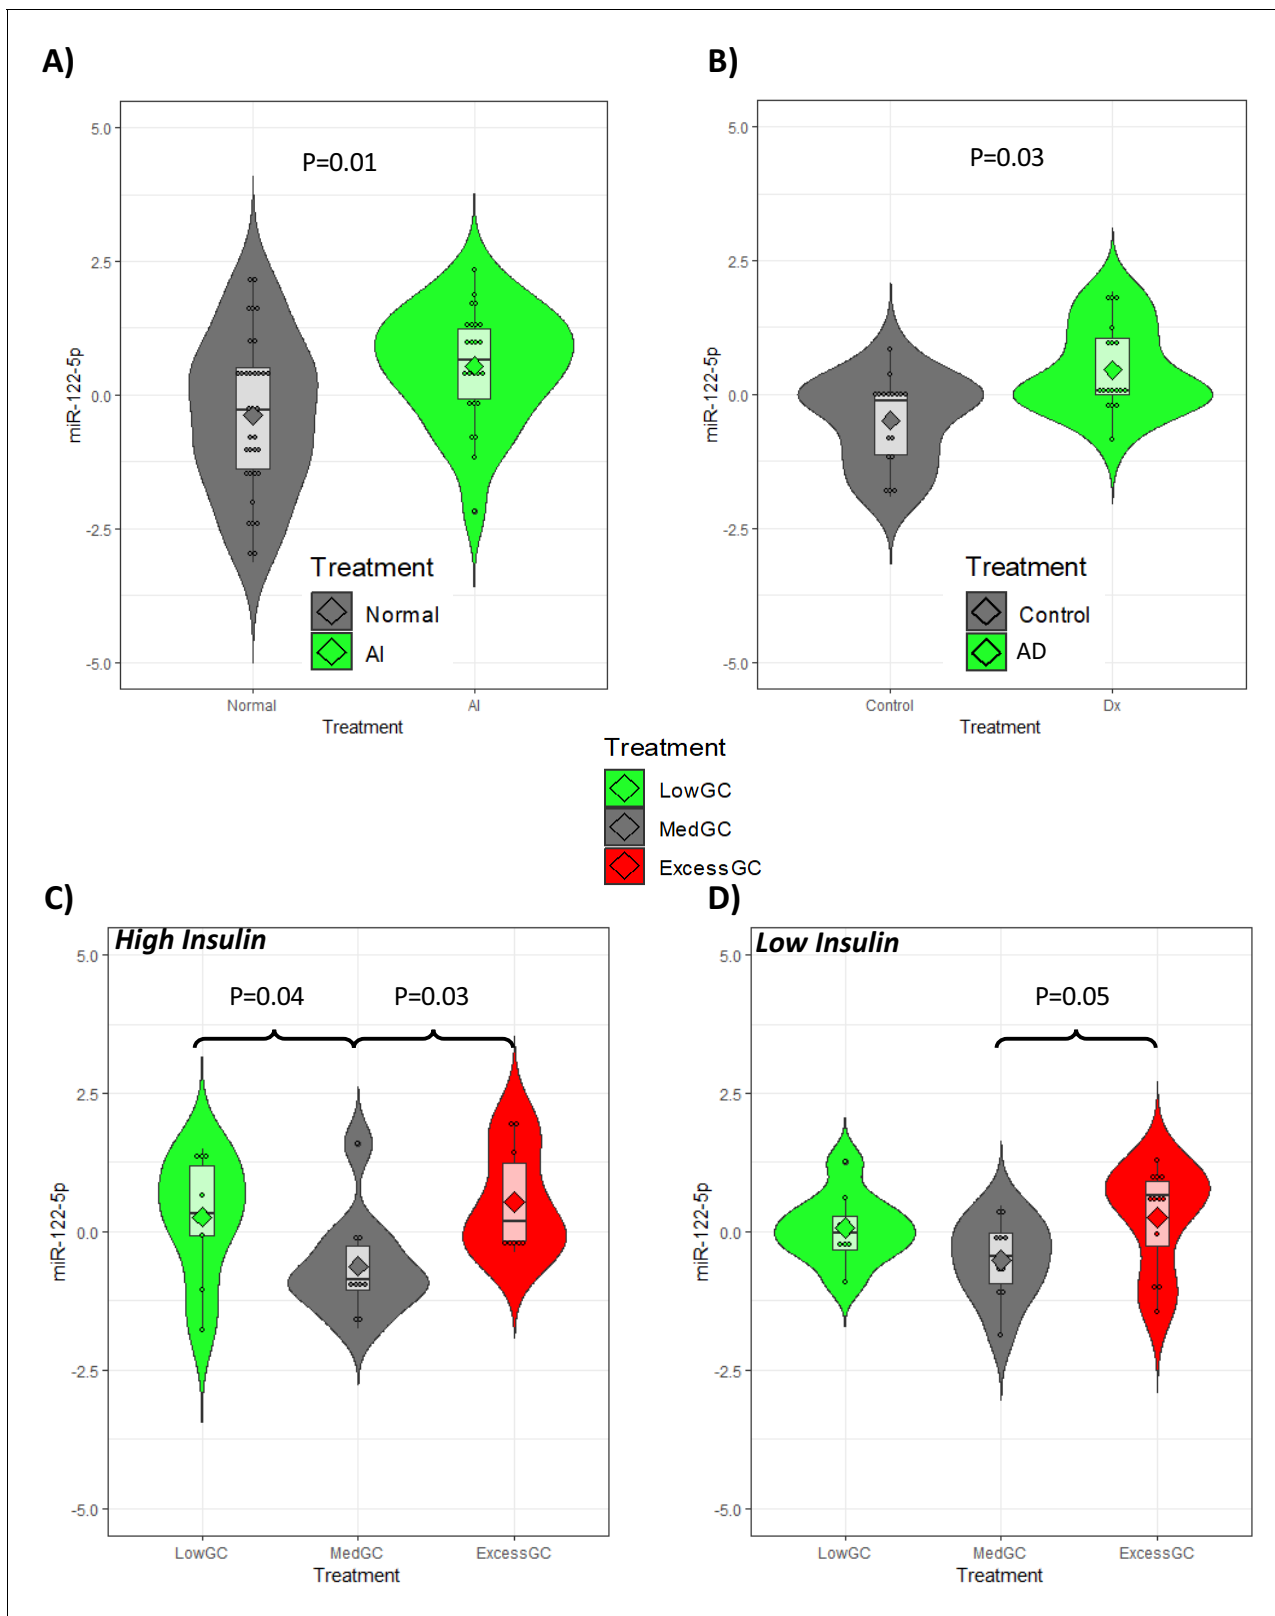 A)
5.0
2.5
0.0
-2.5
-5.0
miR-122-5p
P=0.01
Treatment
Normal
AI
Normal
AI
Treatment
B)
5.0
2.5
0.0
-2.5
-5.0
miR-122-5p
P=0.03
Treatment
Control
AD
Control
Dx
Treatment
Treatment
LowGC
MedGC
ExcessGC
C)
High Insulin
5.0
2.5
0.0
-2.5
-5.0
miR-122-5p
P=0.04
P=0.03
LowGC
MedGC
ExcessGC
Treatment
D)
Low Insulin
5.0
2.5
0.0
-2.5
-5.0
miR-122-5p
P=0.05
LowGC
MedGC
ExcessGC
Treatment